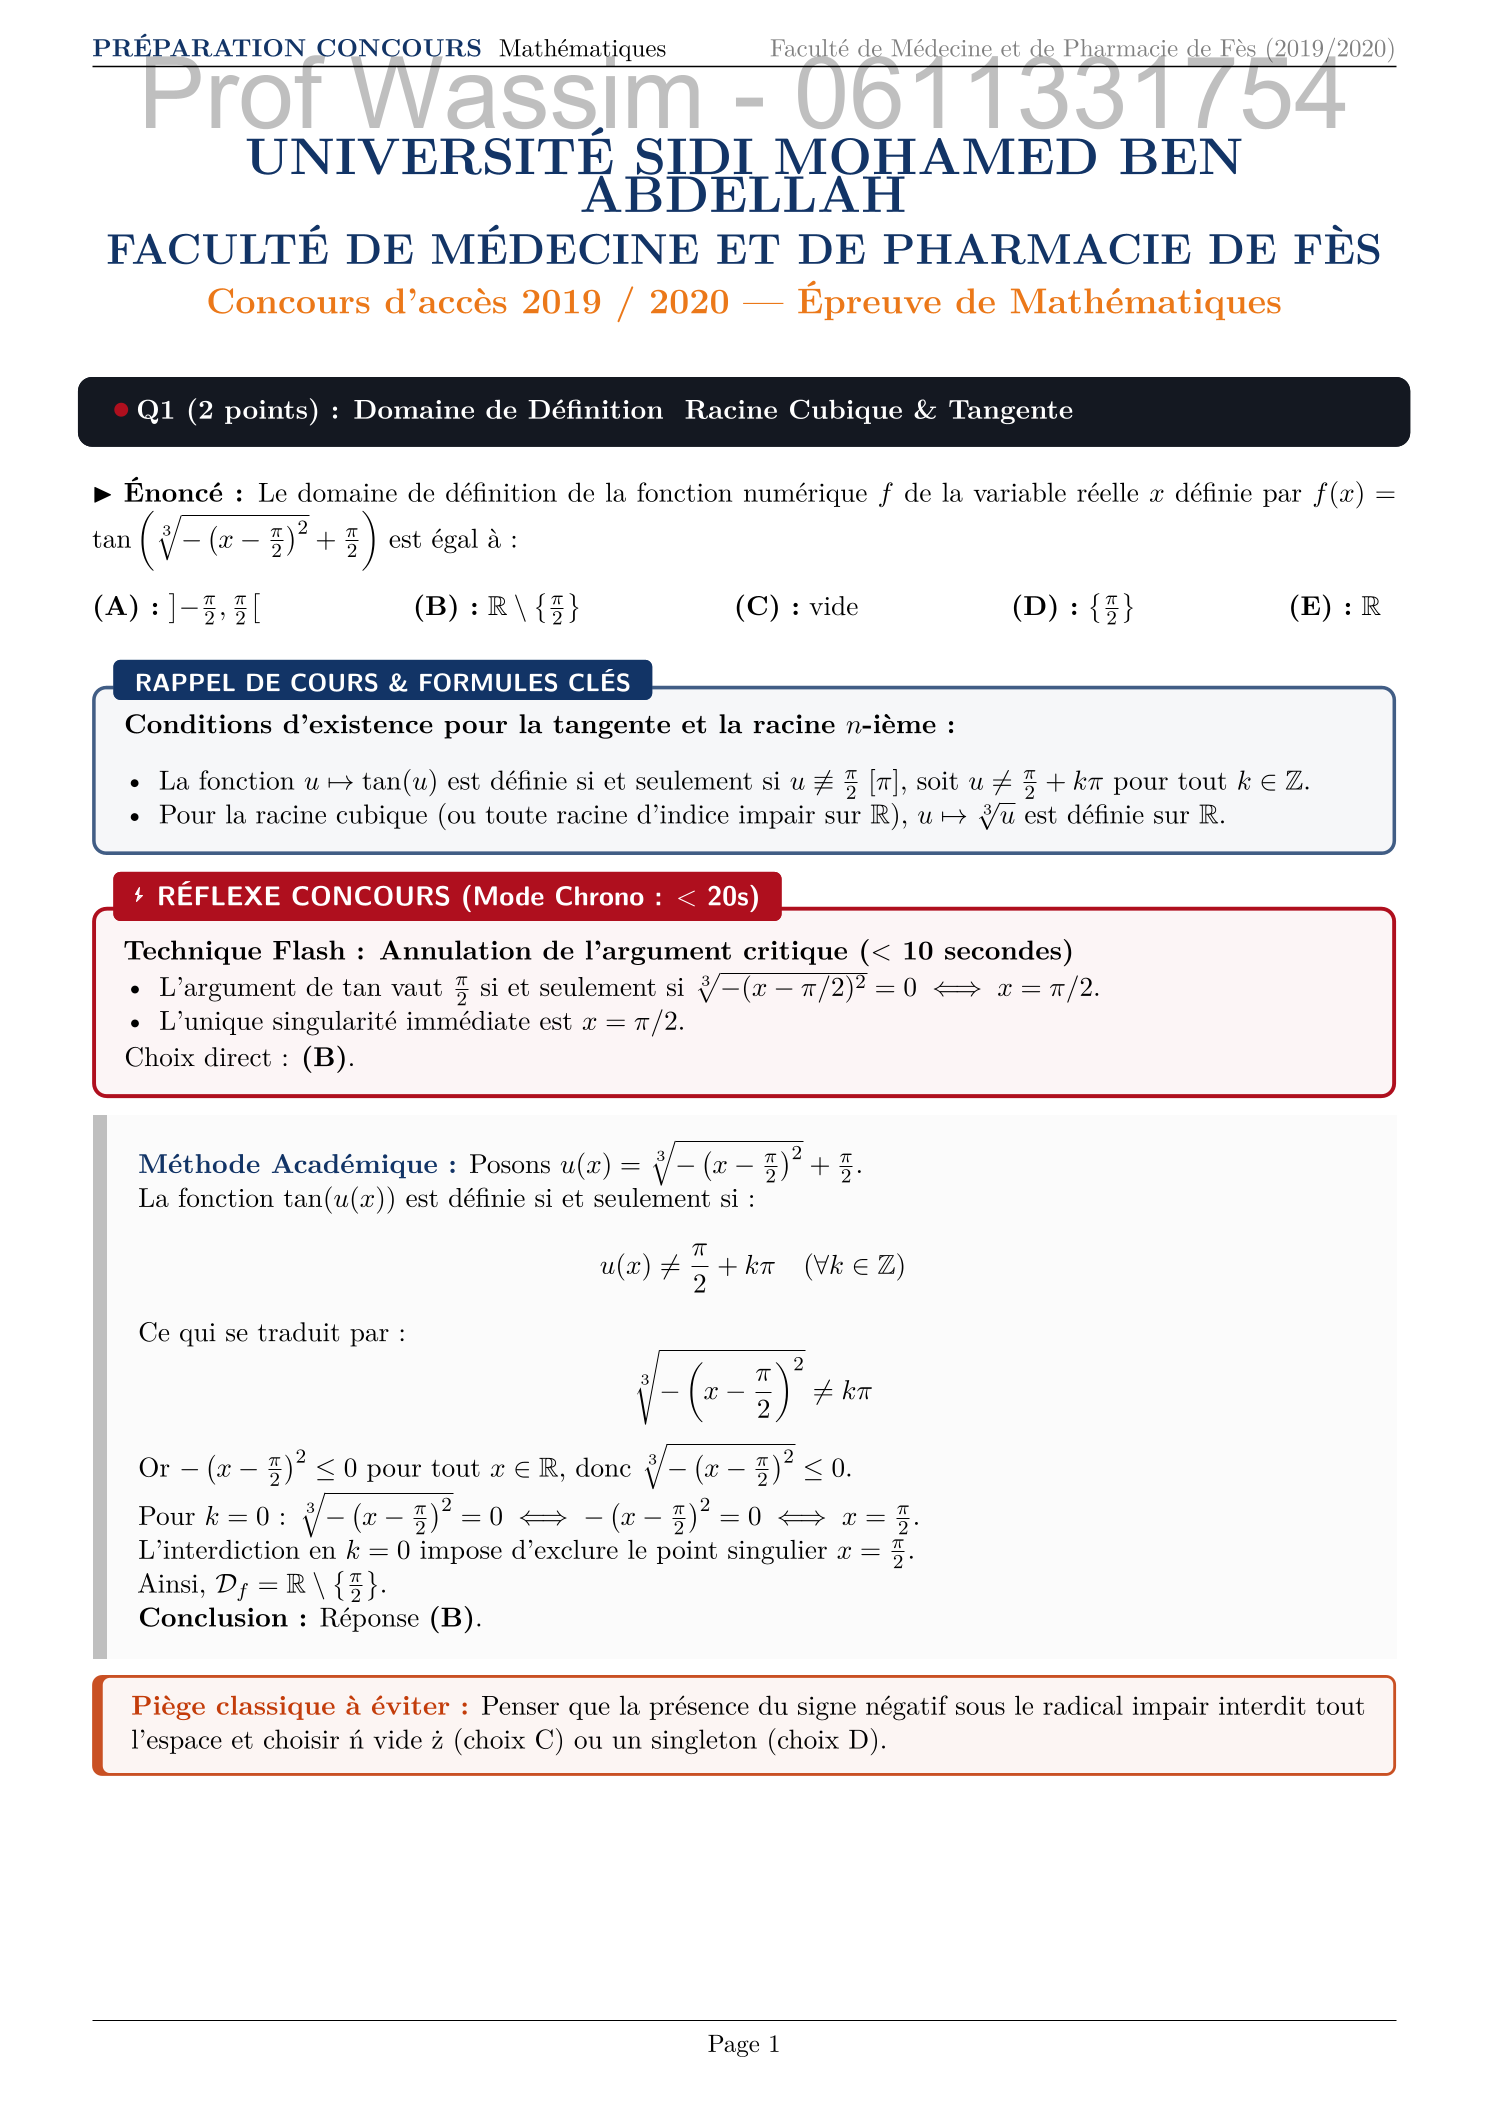 PRÉPARATION CONCOURS Mathématiques Faculté de Médecine et de Pharmacie de Fès (2019/2020)
Prof Wassim - 0611331754
UNIVERSITÉ SIDI MOHAMED BEN
ABDELLAH
FACULTÉ DE MÉDECINE ET DE PHARMACIE DE FÈS
Concours d'accès 2019 / 2020 — Épreuve de Mathématiques
● Q1 (2 points) : Domaine de Définition Racine Cubique & Tangente
▶ Énoncé : Le domaine de définition de la fonction numérique f de la variable réelle x définie par f(x) =
tan(∛(−(x − π/2)²) + π/2) est égal à :
(A) : ]−π/2, π/2[ (B) : ℝ \ {π/2} (C) : vide (D) : {π/2} (E) : ℝ
RAPPEL DE COURS & FORMULES CLÉS
Conditions d'existence pour la tangente et la racine n-ième :
• La fonction u ↦ tan(u) est définie si et seulement si u ≢ π/2 [π], soit u ≠ π/2 + kπ pour tout k ∈ ℤ.
• Pour la racine cubique (ou toute racine d'indice impair sur ℝ), u ↦ ∛u est définie sur ℝ.
⚡ RÉFLEXE CONCOURS (Mode Chrono : < 20s)
Technique Flash : Annulation de l'argument critique (< 10 secondes)
• L'argument de tan vaut π/2 si et seulement si ∛(−(x − π/2)²) = 0 ⟺ x = π/2.
• L'unique singularité immédiate est x = π/2.
Choix direct : (B).
Méthode Académique : Posons u(x) = ∛(−(x − π/2)²) + π/2.
La fonction tan(u(x)) est définie si et seulement si :
u(x) ≠ π/2 + kπ (∀k ∈ ℤ)
Ce qui se traduit par :
∛(−(x − π/2)²) ≠ kπ
Or −(x − π/2)² ≤ 0 pour tout x ∈ ℝ, donc ∛(−(x − π/2)²) ≤ 0.
Pour k = 0 : ∛(−(x − π/2)²) = 0 ⟺ −(x − π/2)² = 0 ⟺ x = π/2.
L'interdiction en k = 0 impose d'exclure le point singulier x = π/2.
Ainsi, 𝒟f = ℝ \ {π/2}.
Conclusion : Réponse (B).
Piège classique à éviter : Penser que la présence du signe négatif sous le radical impair interdit tout
l'espace et choisir ń vide ż (choix C) ou un singleton (choix D).
Page 1